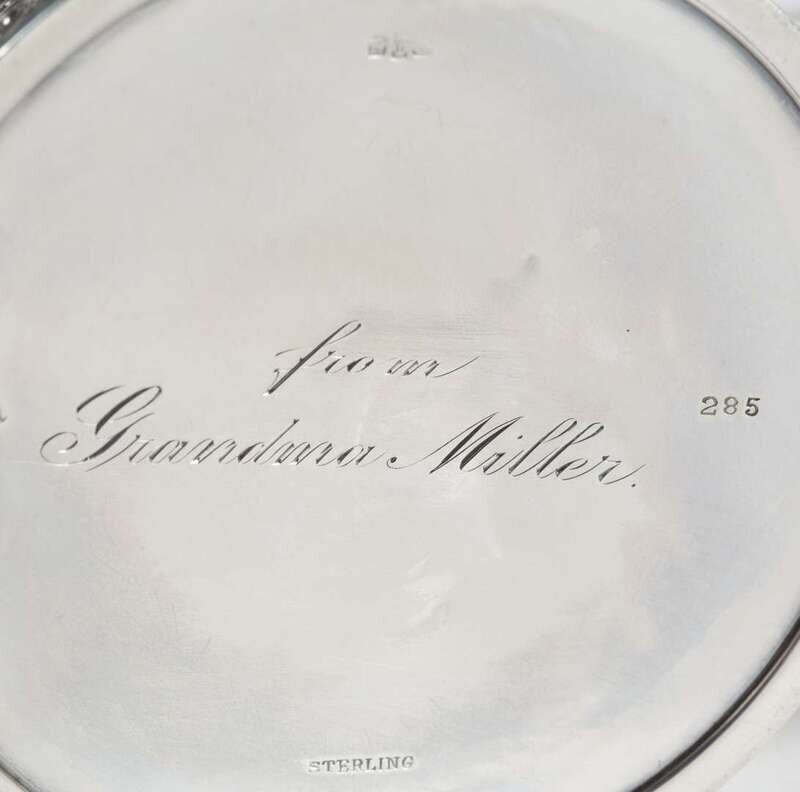 from
Grandma Miller.
285
STERLING